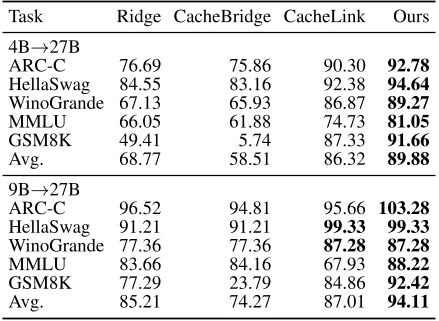 Task Ridge CacheBridge CacheLink Ours
4B→27B
ARC-C 76.69 75.86 90.30 92.78
HellaSwag 84.55 83.16 92.38 94.64
WinoGrande 67.13 65.93 86.87 89.27
MMLU 66.05 61.88 74.73 81.05
GSM8K 49.41 5.74 87.33 91.66
Avg. 68.77 58.51 86.32 89.88
9B→27B
ARC-C 96.52 94.81 95.66 103.28
HellaSwag 91.21 91.21 99.33 99.33
WinoGrande 77.36 77.36 87.28 87.28
MMLU 83.66 84.16 67.93 88.22
GSM8K 77.29 23.79 84.86 92.42
Avg. 85.21 74.27 87.01 94.11